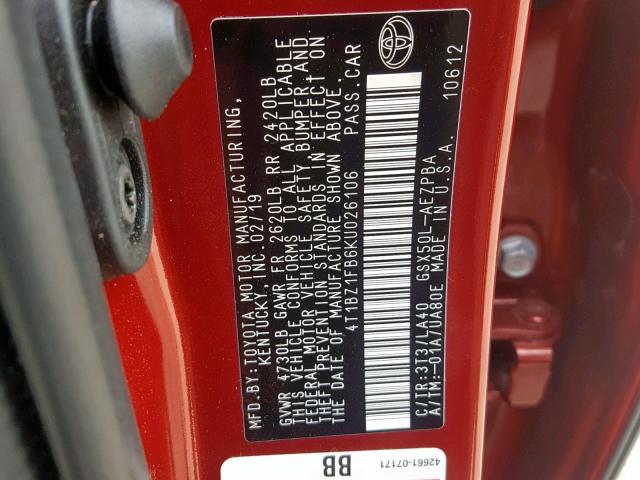 MFD.BY: TOYOTA MOTOR MANUFACTURING,
KENTUCKY, INC. 02/19
GVWR 4730LB GAWR FR 2620LB RR 2420LB
THIS VEHICLE CONFORMS TO ALL APPLICABLE
FEDERAL MOTOR VEHICLE SAFETY, BUMPER, AND
THEFT PREVENTION STANDARDS IN EFFECT ON
THE DATE OF MANUFACTURE SHOWN ABOVE.
4T1BZ1FB6KU026106 PASS. CAR
C/TR: 3T3/LA40 GSX50L-AEZPBA
A/TM: -03A/UA80E MADE IN U.S.A.
10612
42661-07171
BB